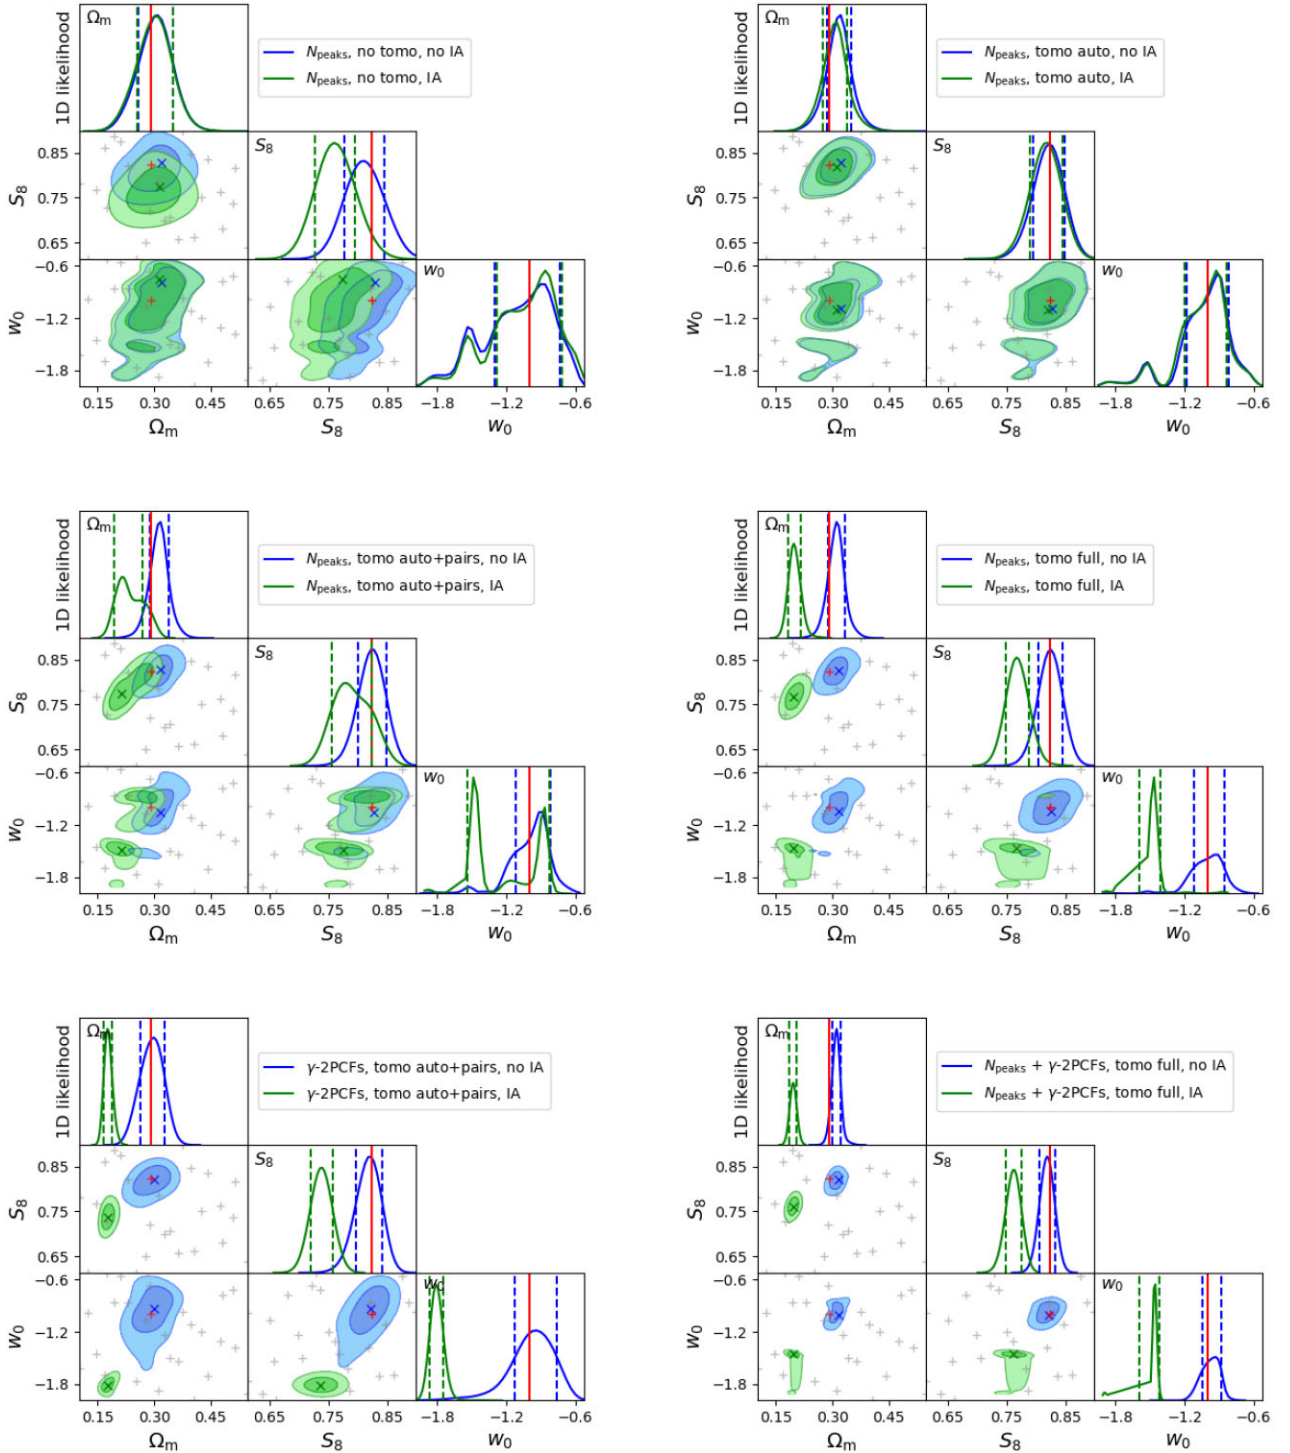 Ωm
1D likelihood
Npeaks, no tomo, no IA
Npeaks, no tomo, IA
S8
0.85
0.75
0.65
S8
w0
−0.6
−1.2
−1.8
w0
0.15 0.30 0.45
0.65 0.75 0.85
−1.8 −1.2 −0.6
Ωm S8 w0
Ωm
1D likelihood
Npeaks, tomo auto, no IA
Npeaks, tomo auto, IA
S8
0.85
0.75
0.65
S8
w0
−0.6
−1.2
−1.8
w0
0.15 0.30 0.45
0.65 0.75 0.85
−1.8 −1.2 −0.6
Ωm S8 w0
Ωm
1D likelihood
Npeaks, tomo auto+pairs, no IA
Npeaks, tomo auto+pairs, IA
S8
0.85
0.75
0.65
S8
w0
−0.6
−1.2
−1.8
w0
0.15 0.30 0.45
0.65 0.75 0.85
−1.8 −1.2 −0.6
Ωm S8 w0
Ωm
1D likelihood
Npeaks, tomo full, no IA
Npeaks, tomo full, IA
S8
0.85
0.75
0.65
S8
w0
−0.6
−1.2
−1.8
w0
0.15 0.30 0.45
0.65 0.75 0.85
−1.8 −1.2 −0.6
Ωm S8 w0
Ωm
1D likelihood
γ-2PCFs, tomo auto+pairs, no IA
γ-2PCFs, tomo auto+pairs, IA
S8
0.85
0.75
0.65
S8
w0
−0.6
−1.2
−1.8
w0
0.15 0.30 0.45
0.65 0.75 0.85
−1.8 −1.2 −0.6
Ωm S8 w0
Ωm
1D likelihood
Npeaks + γ-2PCFs, tomo full, no IA
Npeaks + γ-2PCFs, tomo full, IA
S8
0.85
0.75
0.65
S8
w0
−0.6
−1.2
−1.8
w0
0.15 0.30 0.45
0.65 0.75 0.85
−1.8 −1.2 −0.6
Ωm S8 w0